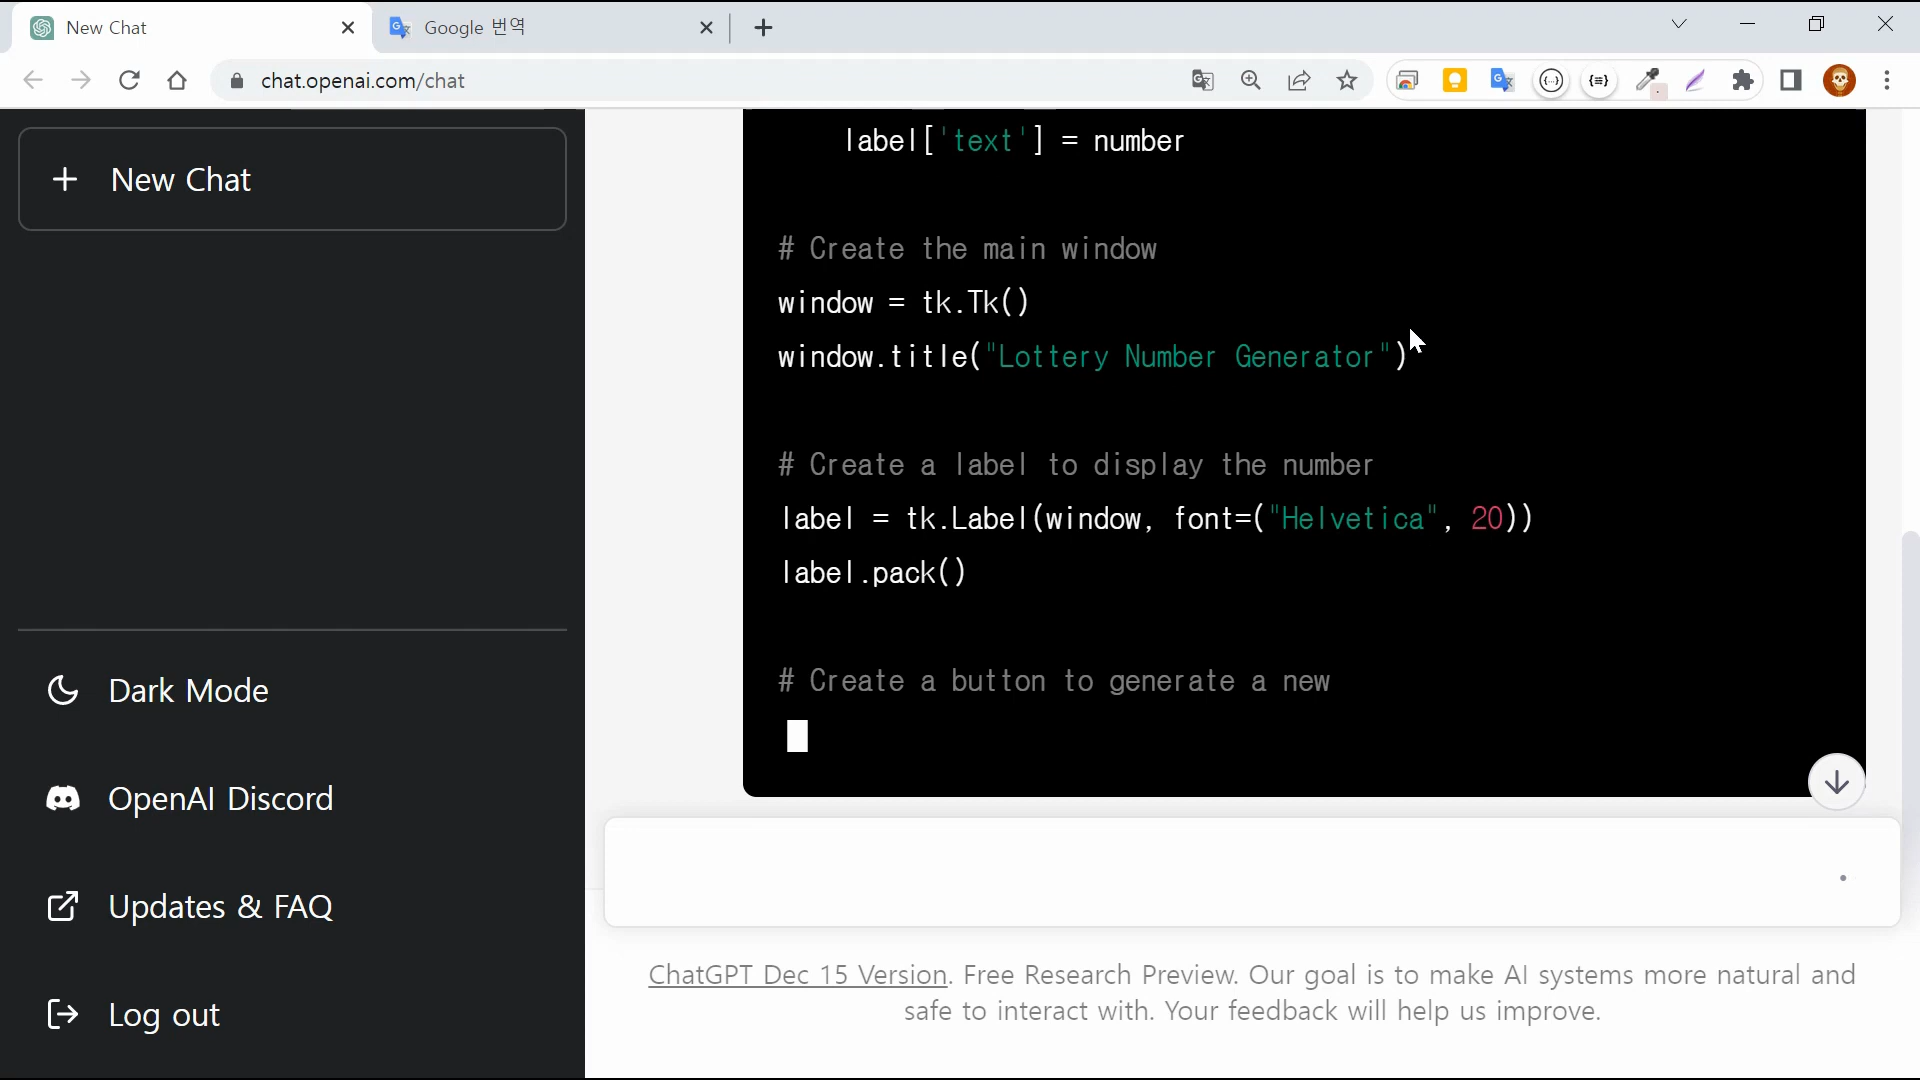 New Chat
Google 번역
chat.openai.com/chat
New Chat
Dark Mode
OpenAI Discord
Updates & FAQ
Log out
label['text'] = number
# Create the main window
window = tk.Tk()
window.title("Lottery Number Generator")
# Create a label to display the number
label = tk.Label(window, font=("Helvetica", 20))
label.pack()
# Create a button to generate a new
ChatGPT Dec 15 Version. Free Research Preview. Our goal is to make AI systems more natural and
safe to interact with. Your feedback will help us improve.